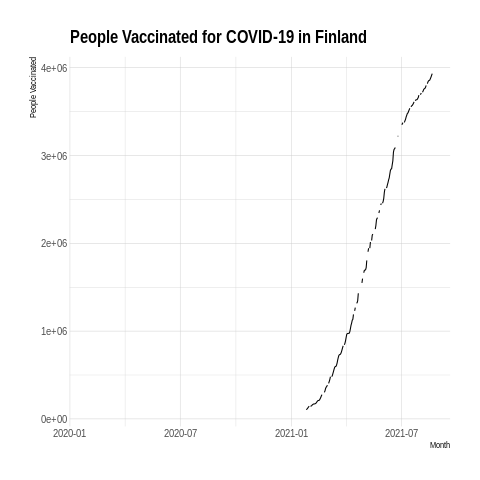 People Vaccinated for COVID-19 in Finland
People Vaccinated
4e+06
3e+06
2e+06
1e+06
0e+00
2020-01 2020-07 2021-01 2021-07
Month